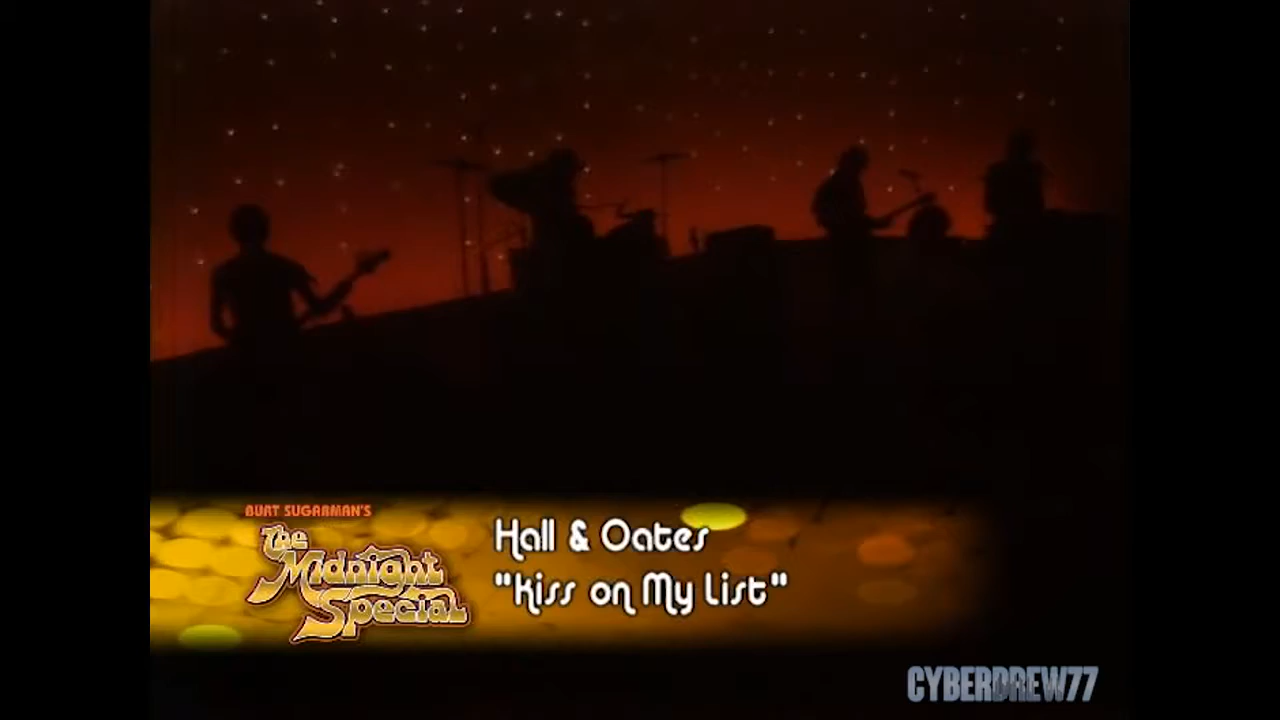 BURT SUGARMAN'S
The
Midnight
Special
Hall & Oates
"Kiss on My List"
CYBERDREW77